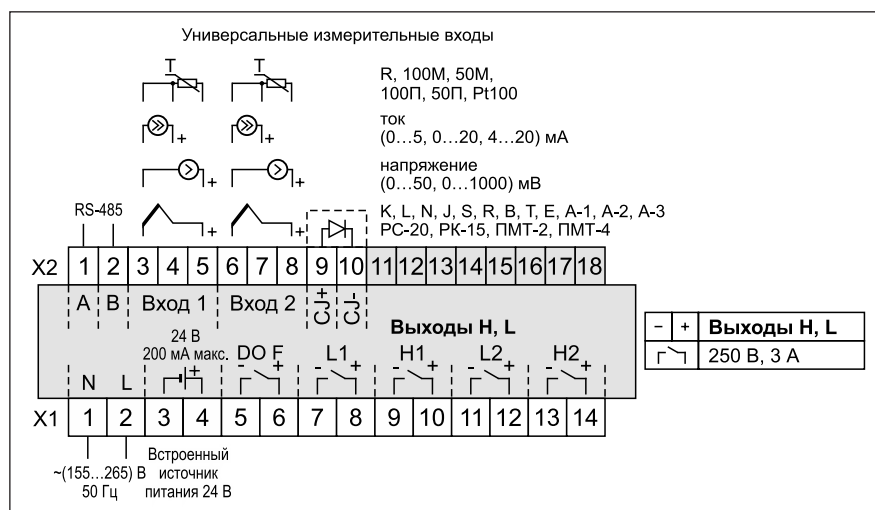 Универсальные измерительные входы
T T
R, 100М, 50М,
100П, 50П, Pt100
ток
(0...5, 0...20, 4...20) мА
+ +
напряжение
(0...50, 0...1000) мВ
+ +
K, L, N, J, S, R, B, T, E, A-1, A-2, A-3
РС-20, РК-15, ПМТ-2, ПМТ-4
RS-485
+ +
X2 1 2 3 4 5 6 7 8 9 10 11 12 13 14 15 16 17 18
A B Вход 1 Вход 2 CJ+ CJ-
Выходы H, L
24 В
200 мА макс.
DO F L1 H1 L2 H2
+ - + - + - + - + - +
N L
X1 1 2 3 4 5 6 7 8 9 10 11 12 13 14
~(155...265) В
50 Гц
Встроенный
источник
питания 24 В
- + Выходы H, L
250 В, 3 А